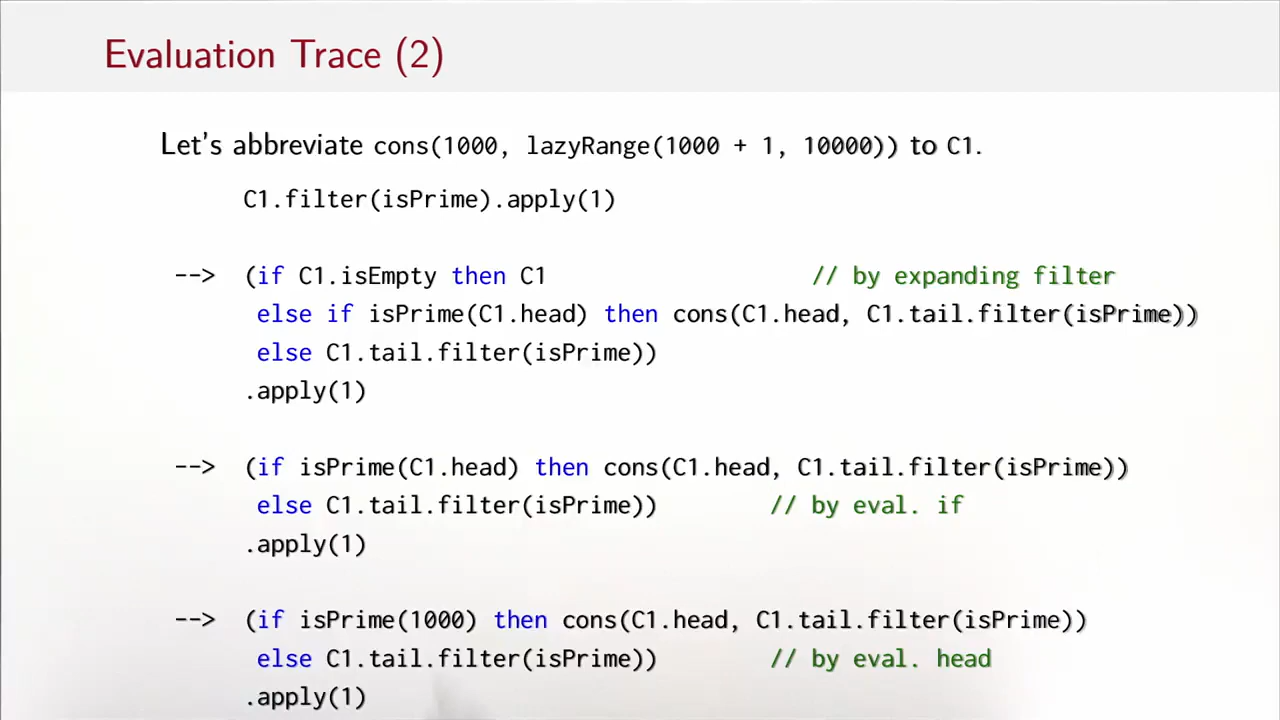 Evaluation Trace (2)
Let's abbreviate cons(1000, lazyRange(1000 + 1, 10000)) to C1.
C1.filter(isPrime).apply(1)
--> (if C1.isEmpty then C1 // by expanding filter
else if isPrime(C1.head) then cons(C1.head, C1.tail.filter(isPrime))
else C1.tail.filter(isPrime))
.apply(1)
--> (if isPrime(C1.head) then cons(C1.head, C1.tail.filter(isPrime))
else C1.tail.filter(isPrime)) // by eval. if
.apply(1)
--> (if isPrime(1000) then cons(C1.head, C1.tail.filter(isPrime))
else C1.tail.filter(isPrime)) // by eval. head
.apply(1)